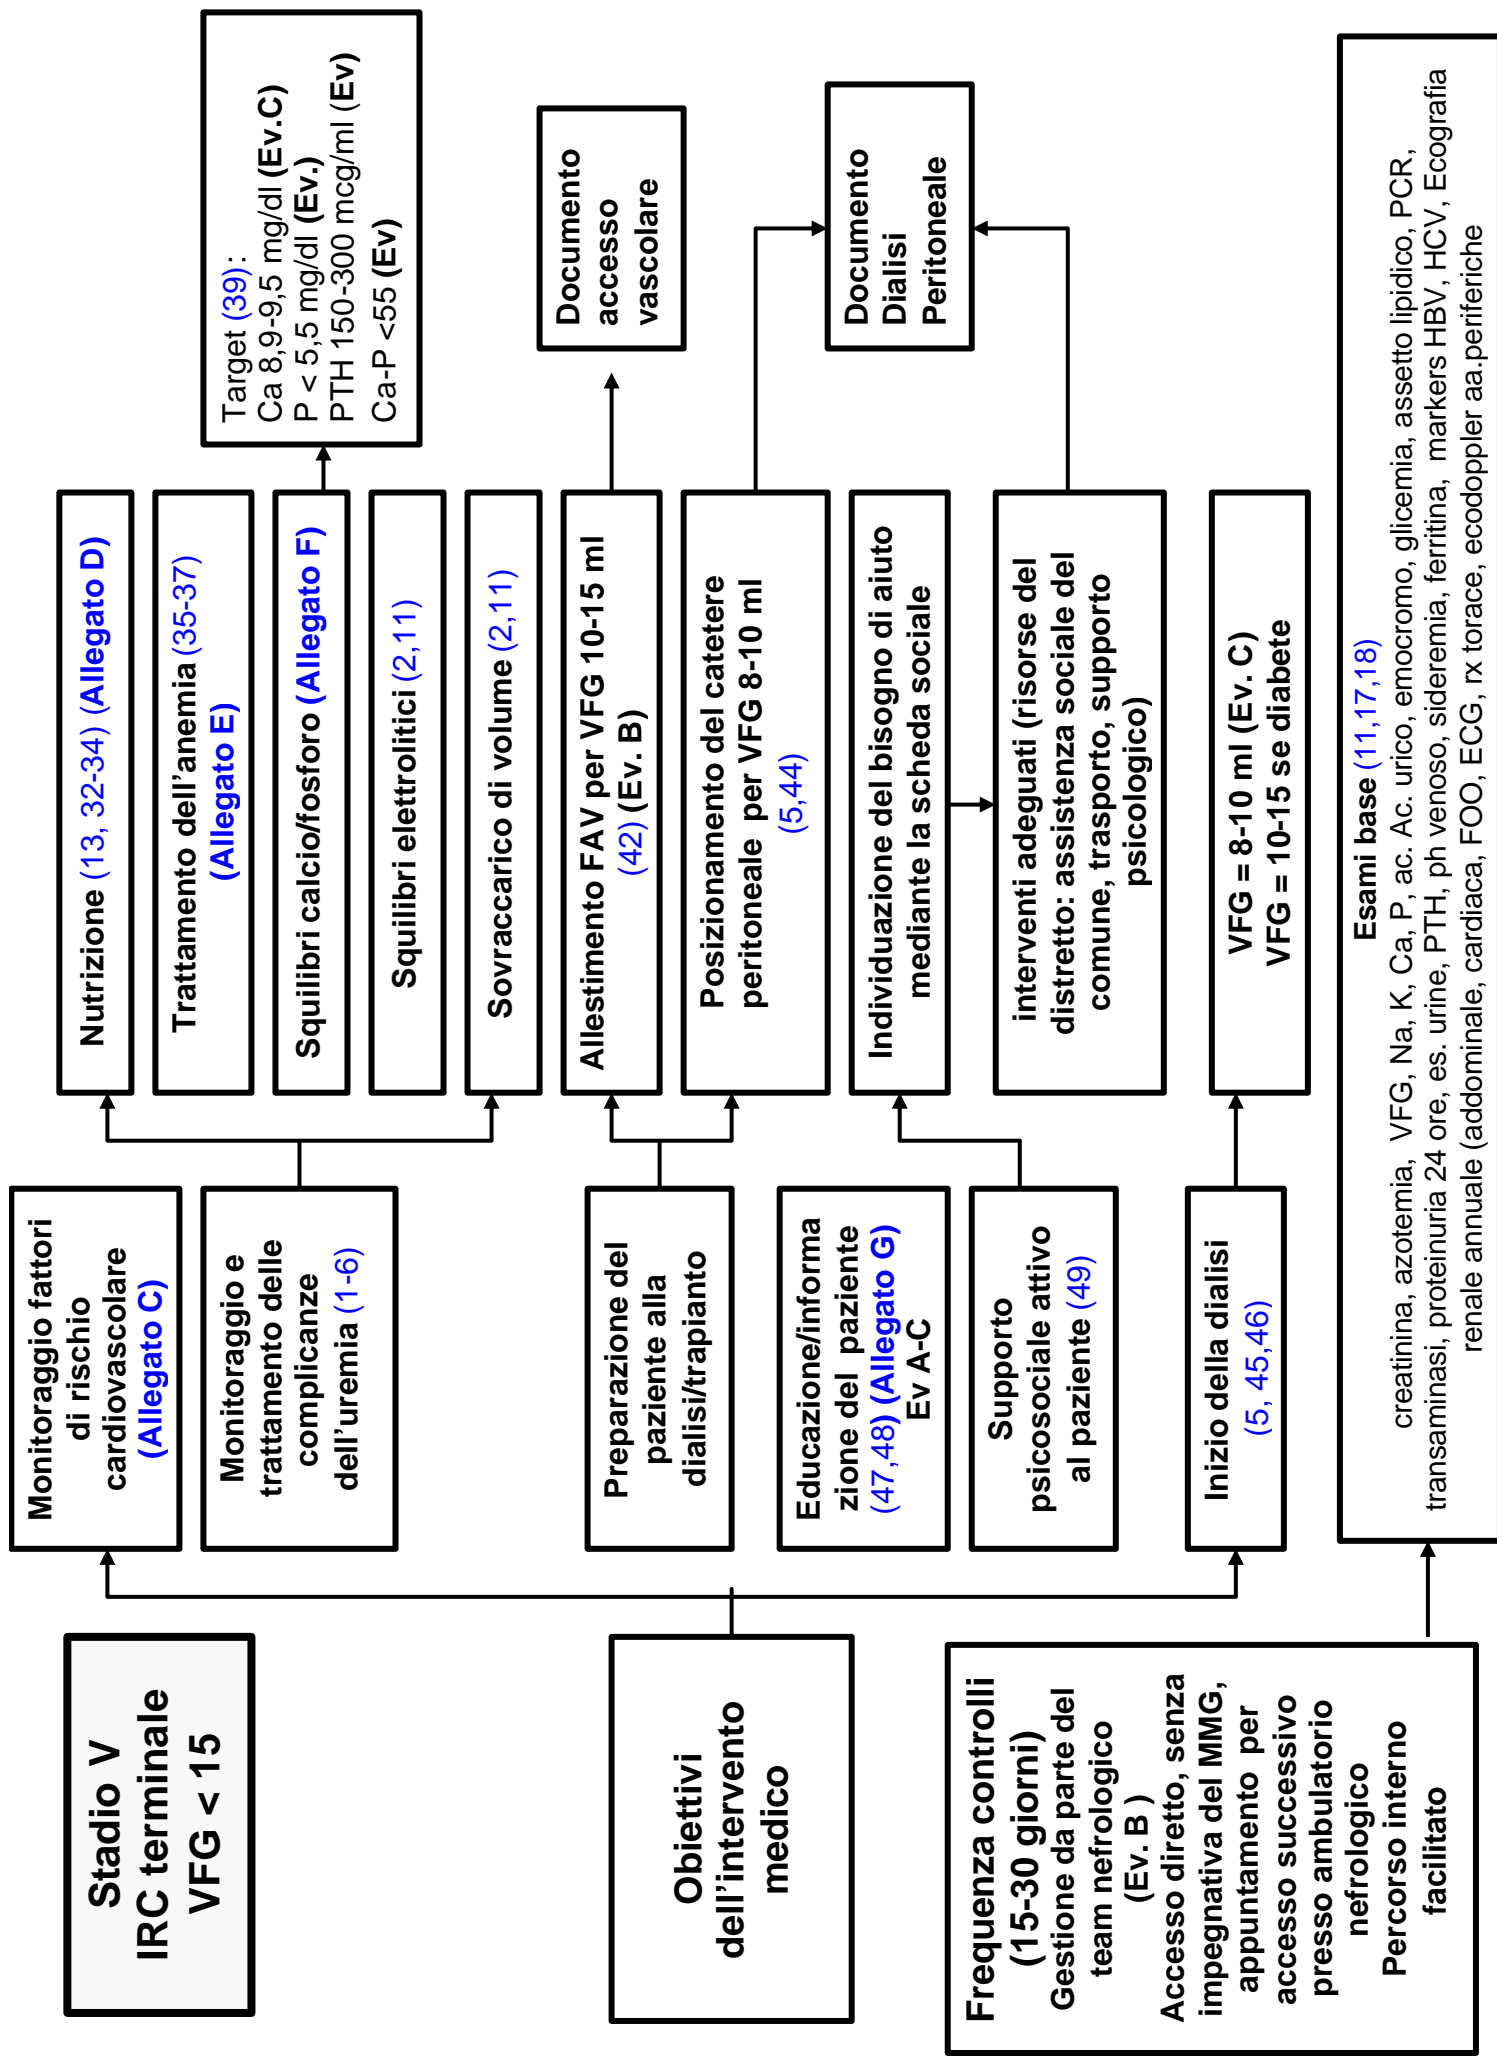 Stadio V
IRC terminale
VFG < 15
Obiettivi
dell'intervento
medico
Frequenza controlli
(15-30 giorni)
Gestione da parte del
team nefrologico
(Ev. B )
Accesso diretto, senza
impegnativa del MMG,
appuntamento per
accesso successivo
presso ambulatorio
nefrologico
Percorso interno
facilitato
Monitoraggio fattori
di rischio
cardiovascolare
(Allegato C)
Monitoraggio e
trattamento delle
complicanze
dell'uremia (1-6)
Preparazione del
paziente alla
dialisi/trapianto
Educazione/informa
zione del paziente
(47,48) (Allegato G)
Ev A-C
Supporto
psicosociale attivo
al paziente (49)
Inizio della dialisi
(5, 45,46)
Nutrizione (13, 32-34) (Allegato D)
Trattamento dell'anemia (35-37)
(Allegato E)
Squilibri calcio/fosforo (Allegato F)
Squilibri elettrolitici (2,11)
Sovraccarico di volume (2,11)
Allestimento FAV per VFG 10-15 ml
(42) (Ev. B)
Posizionamento del catetere
peritoneale per VFG 8-10 ml
(5,44)
Individuazione del bisogno di aiuto
mediante la scheda sociale
interventi adeguati (risorse del
distretto: assistenza sociale del
comune, trasporto, supporto
psicologico)
VFG = 8-10 ml (Ev. C)
VFG = 10-15 se diabete
Target (39):
Ca 8,9-9,5 mg/dl (Ev.C)
P < 5,5 mg/dl (Ev.)
PTH 150-300 mcg/ml (Ev)
Ca-P <55 (Ev)
Documento
accesso
vascolare
Documento
Dialisi
Peritoneale
Esami base (11,17,18)
creatinina, azotemia, VFG, Na, K, Ca, P, ac. Ac. urico, emocromo, glicemia, assetto lipidico, PCR,
transaminasi, proteinuria 24 ore, es. urine, PTH, ph venoso, sideremia, ferritina, markers HBV, HCV, Ecografia
renale annuale (addominale, cardiaca, FOO, ECG, rx torace, ecodoppler aa.periferiche